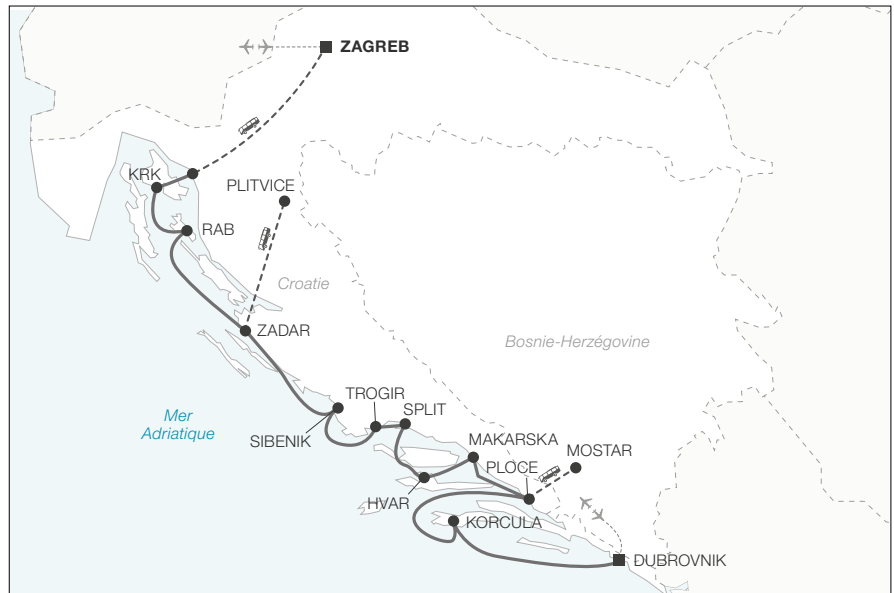 ZAGREB
KRK
PLITVICE
RAB
Croatie
ZADAR
Bosnie-Herzégovine
TROGIR
SPLIT
Mer
Adriatique
SIBENIK
MAKARSKA
MOSTAR
PLOCE
HVAR
KORCULA
DUBROVNIK